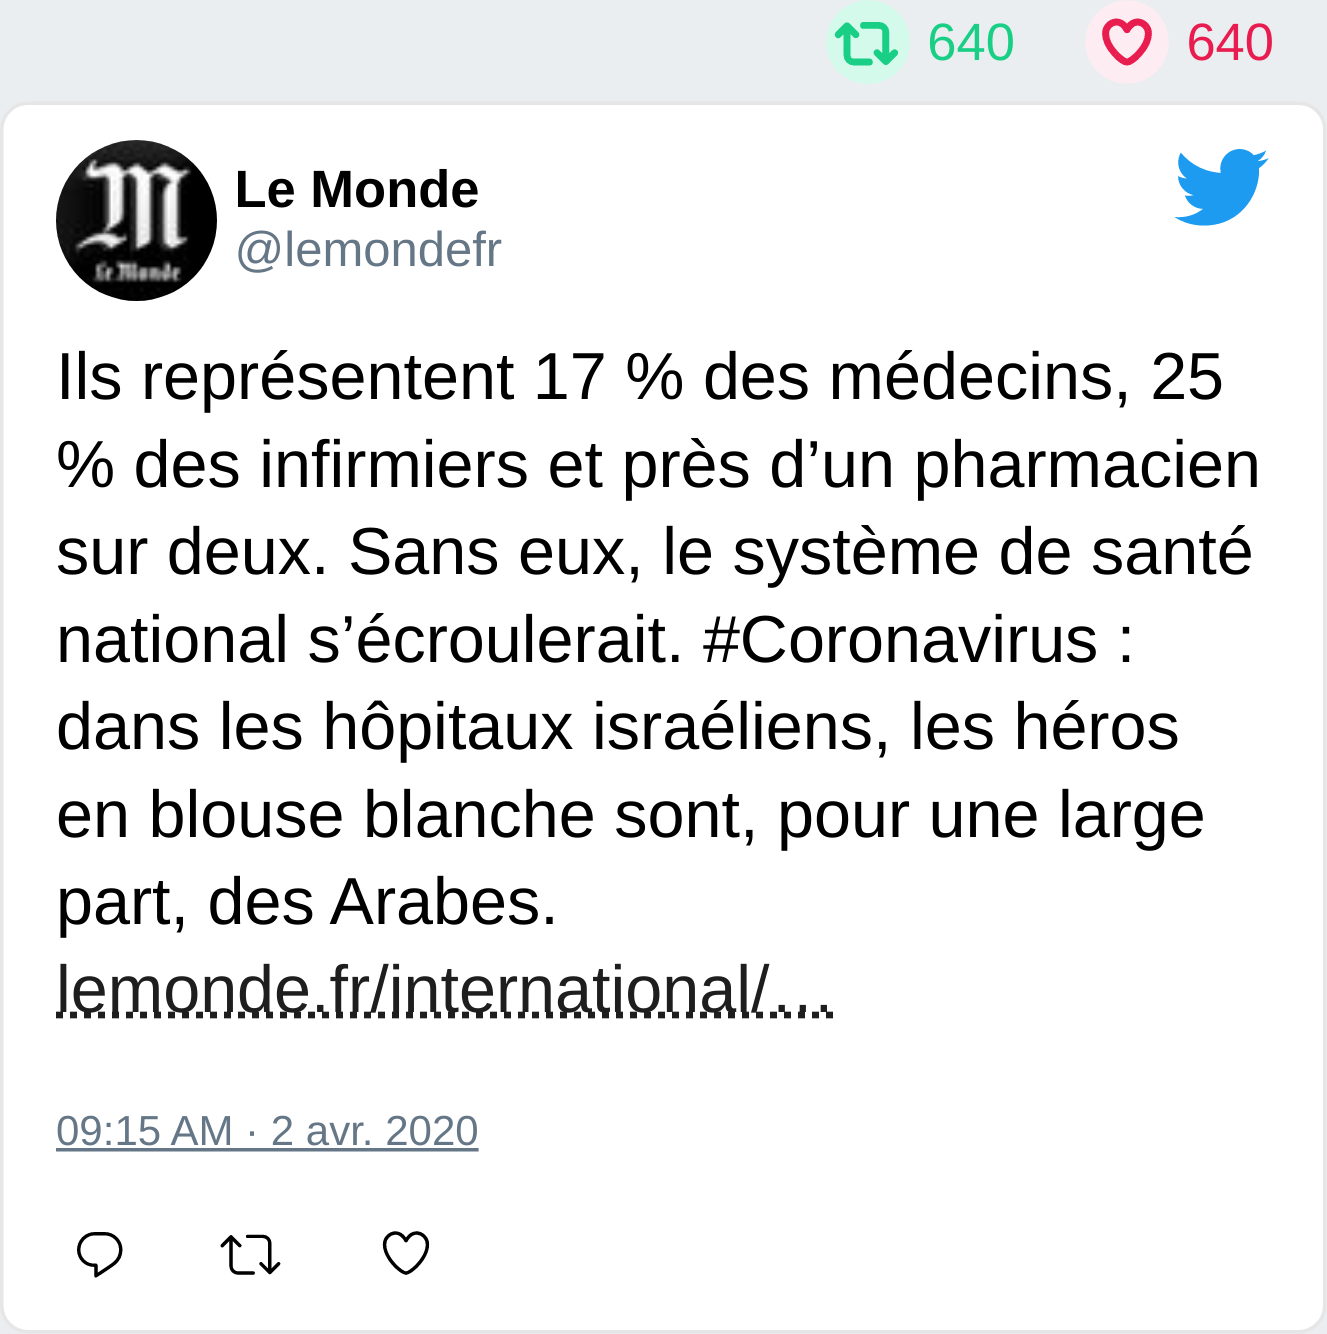 640 640
Le Monde
Le Monde
@lemondefr
Ils représentent 17 % des médecins, 25
% des infirmiers et près d’un pharmacien
sur deux. Sans eux, le système de santé
national s’écroulerait. #Coronavirus :
dans les hôpitaux israéliens, les héros
en blouse blanche sont, pour une large
part, des Arabes.
lemonde.fr/international/…
09:15 AM · 2 avr. 2020